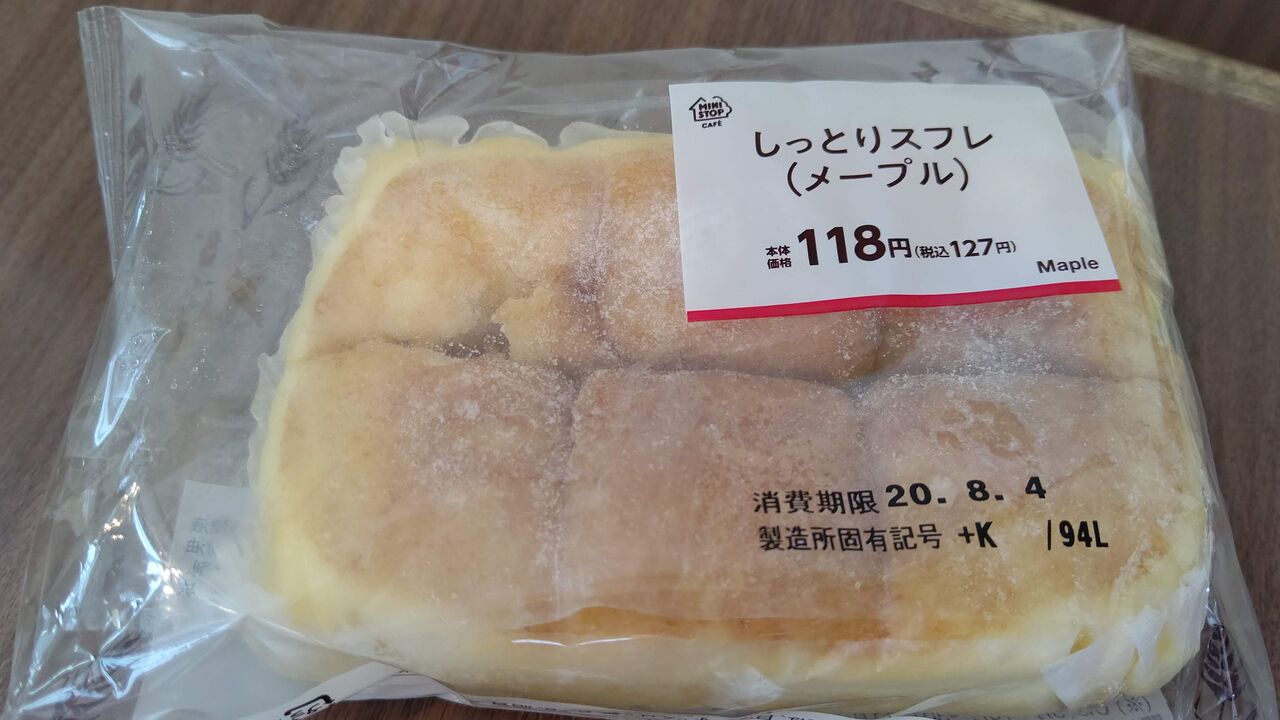 MINI
STOP
CAFÉ
しっとりスフレ
(メープル)
本体
価格 118円(税込127円)
Maple
消費期限 20. 8. 4
製造所固有記号 +K /94L